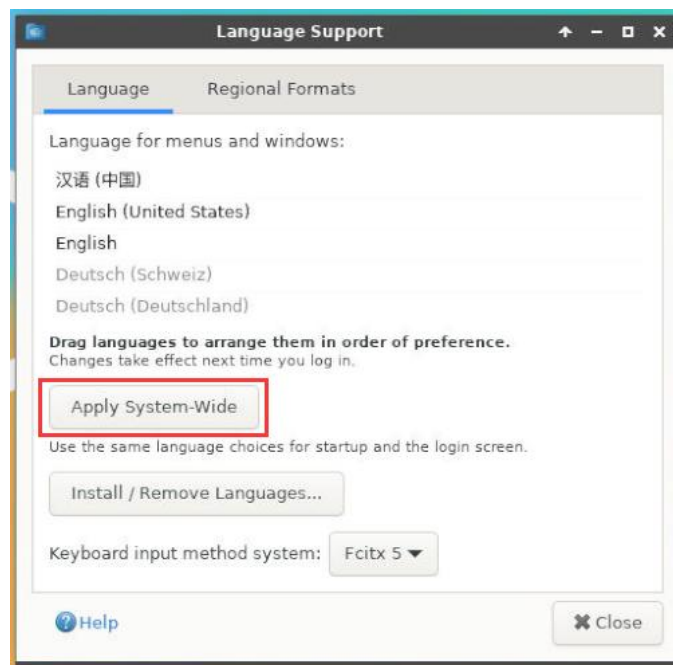 Language Support
Language Regional Formats
Language for menus and windows:
汉语 (中国)
English (United States)
English
Deutsch (Schweiz)
Deutsch (Deutschland)
Drag languages to arrange them in order of preference.
Changes take effect next time you log in.
Apply System-Wide
Use the same language choices for startup and the login screen.
Install / Remove Languages...
Keyboard input method system: Fcitx 5
Help Close